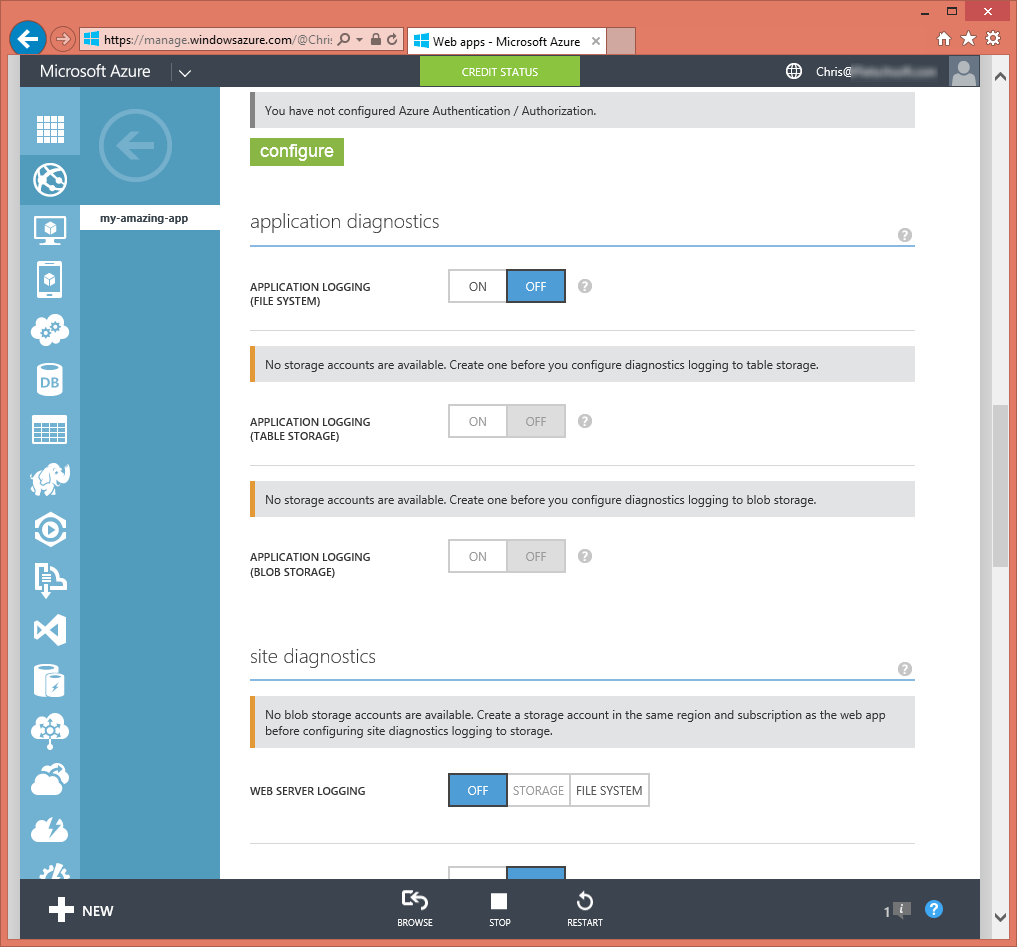 https://manage.windowsazure.com/@Chri
Web apps - Microsoft Azure
Microsoft Azure
CREDIT STATUS
Chris@
You have not configured Azure Authentication / Authorization.
configure
my-amazing-app
application diagnostics
?
APPLICATION LOGGING
(FILE SYSTEM)
ON OFF ?
No storage accounts are available. Create one before you configure diagnostics logging to table storage.
APPLICATION LOGGING
(TABLE STORAGE)
ON OFF ?
No storage accounts are available. Create one before you configure diagnostics logging to blob storage.
APPLICATION LOGGING
(BLOB STORAGE)
ON OFF ?
DB
site diagnostics
?
No blob storage accounts are available. Create a storage account in the same region and subscription as the web app
before configuring site diagnostics logging to storage.
WEB SERVER LOGGING
OFF STORAGE FILE SYSTEM
NEW
BROWSE
STOP
RESTART
1 i
?